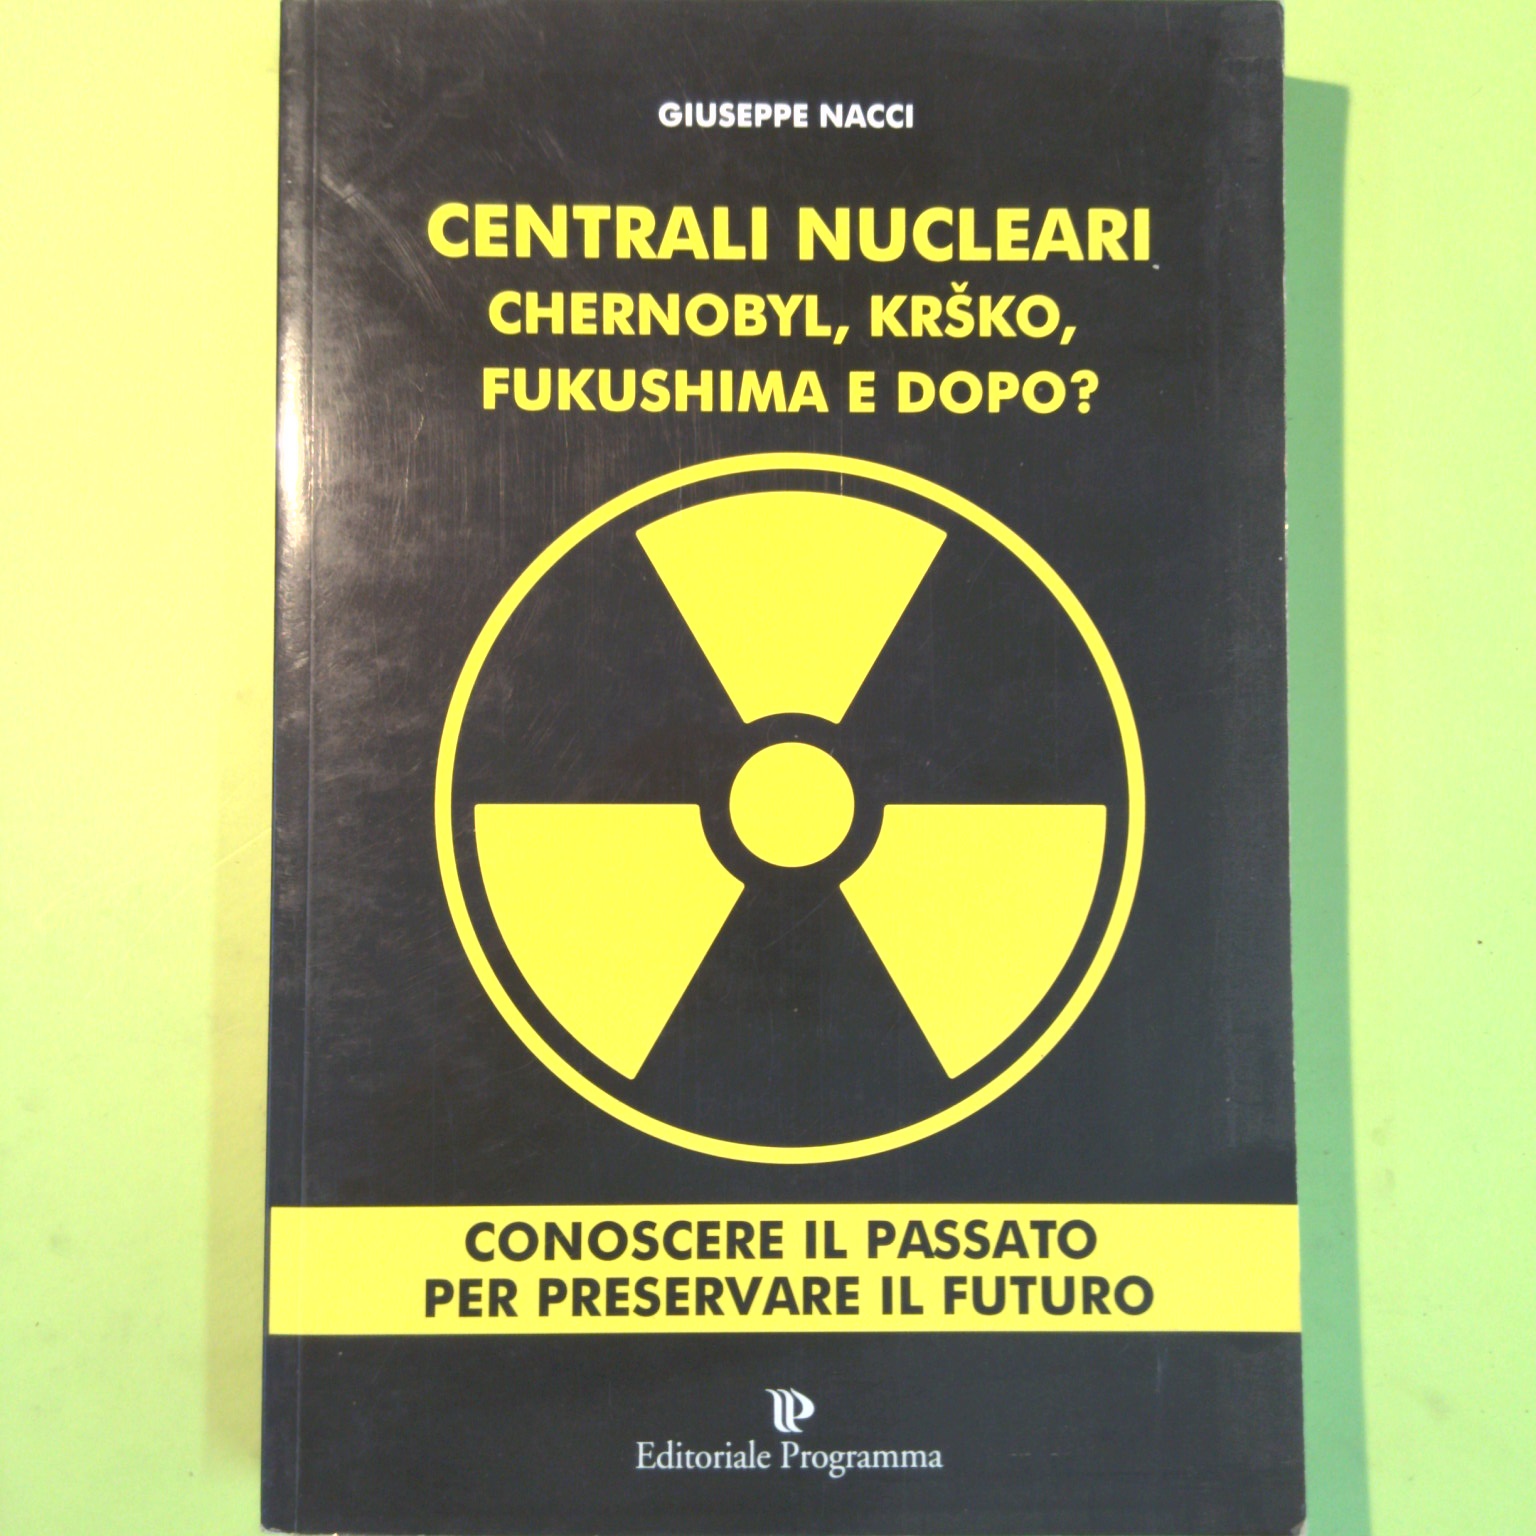 GIUSEPPE NACCI
CENTRALI NUCLEARI
CHERNOBYL, KRŠKO,
FUKUSHIMA E DOPO?
CONOSCERE IL PASSATO
PER PRESERVARE IL FUTURO
Editoriale Programma